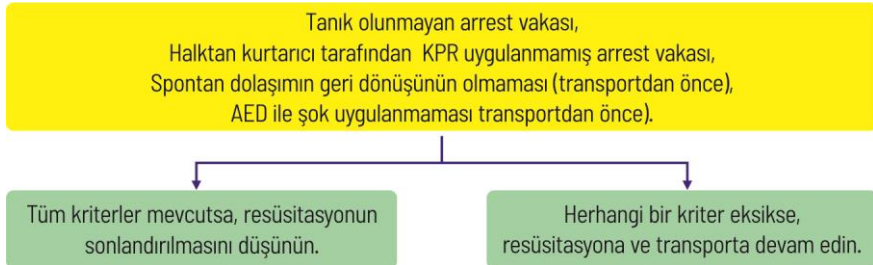 Tanık olunmayan arrest vakası,
Halktan kurtarıcı tarafından KPR uygulanmamış arrest vakası,
Spontan dolaşımın geri dönüşünün olmaması (transportdan önce),
AED ile şok uygulanmaması transportdan önce).
Tüm kriterler mevcutsa, resüsitasyonun
sonlandırılmasını düşünün.
Herhangi bir kriter eksikse,
resüsitasyona ve transporta devam edin.